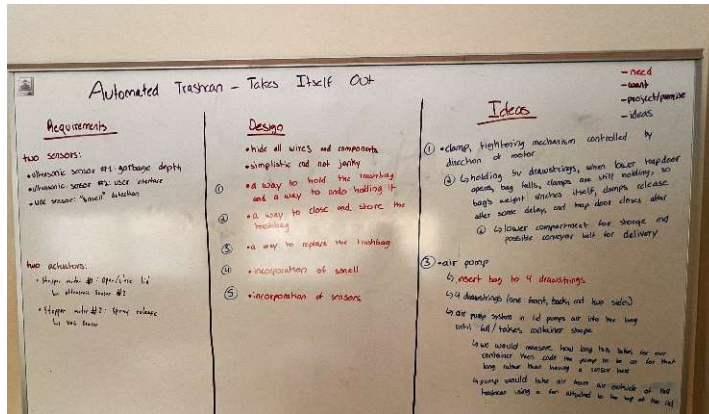 Automated Trashcan - Takes Itself Out
- need
- want
- project/promise
- ideas
Requirements
two sensors:
• ultrasonic sensor #1: garbage depth
• ultrasonic sensor #2: user interface
• VOC sensor: "smell" detection
two actuators:
• Stepper motor #1: Open/close lid
↳ ultrasonic sensor #2
• Stepper motor #2: Spray release
↳ VOC sensor
Design
• hide all wires and components
• simplistic and not janky
① • a way to hold the trashbag
and a way to undo holding it
② • a way to close and store the
trashbag
③ • a way to replace the trashbag
④ • incorporation of smell
⑤ • incorporation of sensors
Ideas
① • clamp, tightening mechanism controlled by
direction of motor
② ↳ holding by drawstrings, when lower trapdoor
opens, bag falls, clamps are still holding, so
bag's weight cinches itself, clamps release
after some delay, and trap door closes after
② ↳ lower compartment for storage and
possible conveyor belt for delivery
③ • air pump
↳ insert bag to 4 drawstrings
↳ 4 drawstrings (one front, back, and two sides)
↳ air pump system in lid pumps air into the bag
until full/takes container shape
↳ we would measure how long this takes for our
container then code the pump to be on for that
long rather than having a sensor here
↳ pump would take air from air outside of the
trashcan using a fan attached to the top of the lid